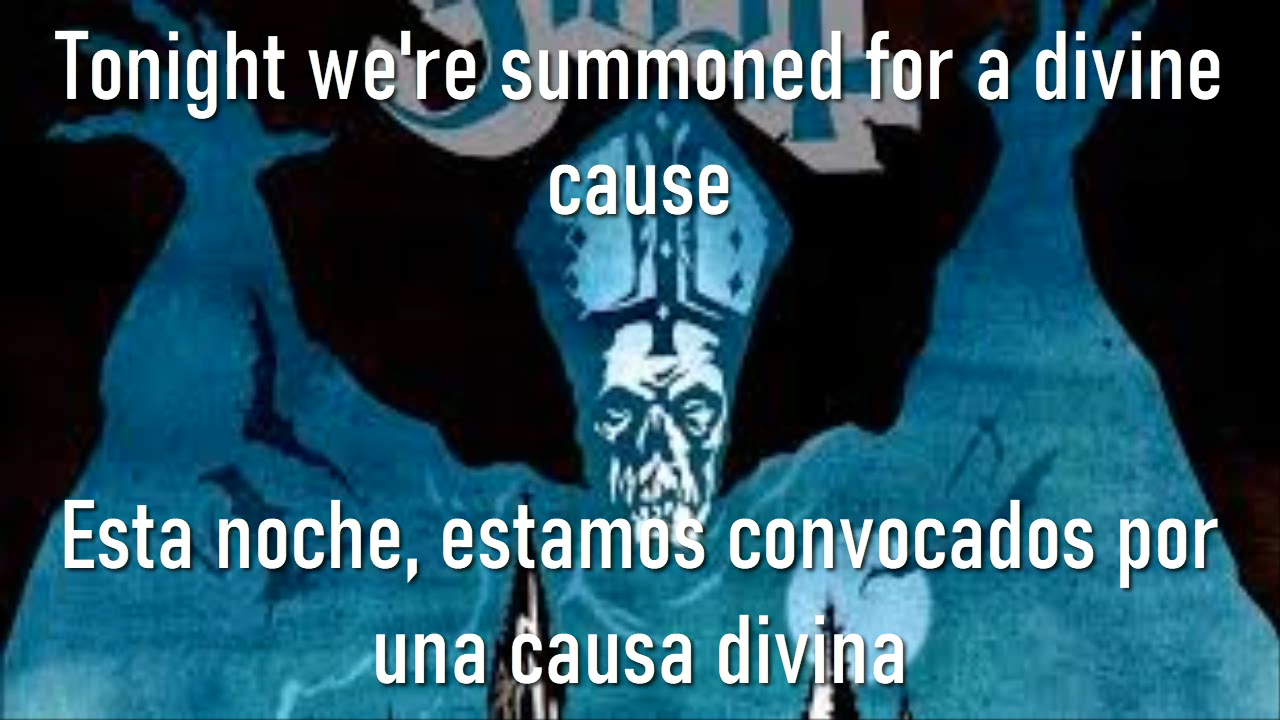 Tonight we're summoned for a divine
cause
Esta noche, estamos convocados por
una causa divina